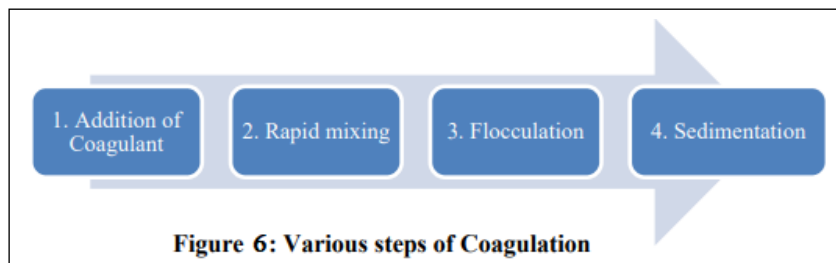 1. Addition of
Coagulant
2. Rapid mixing
3. Flocculation
4. Sedimentation
Figure 6: Various steps of Coagulation